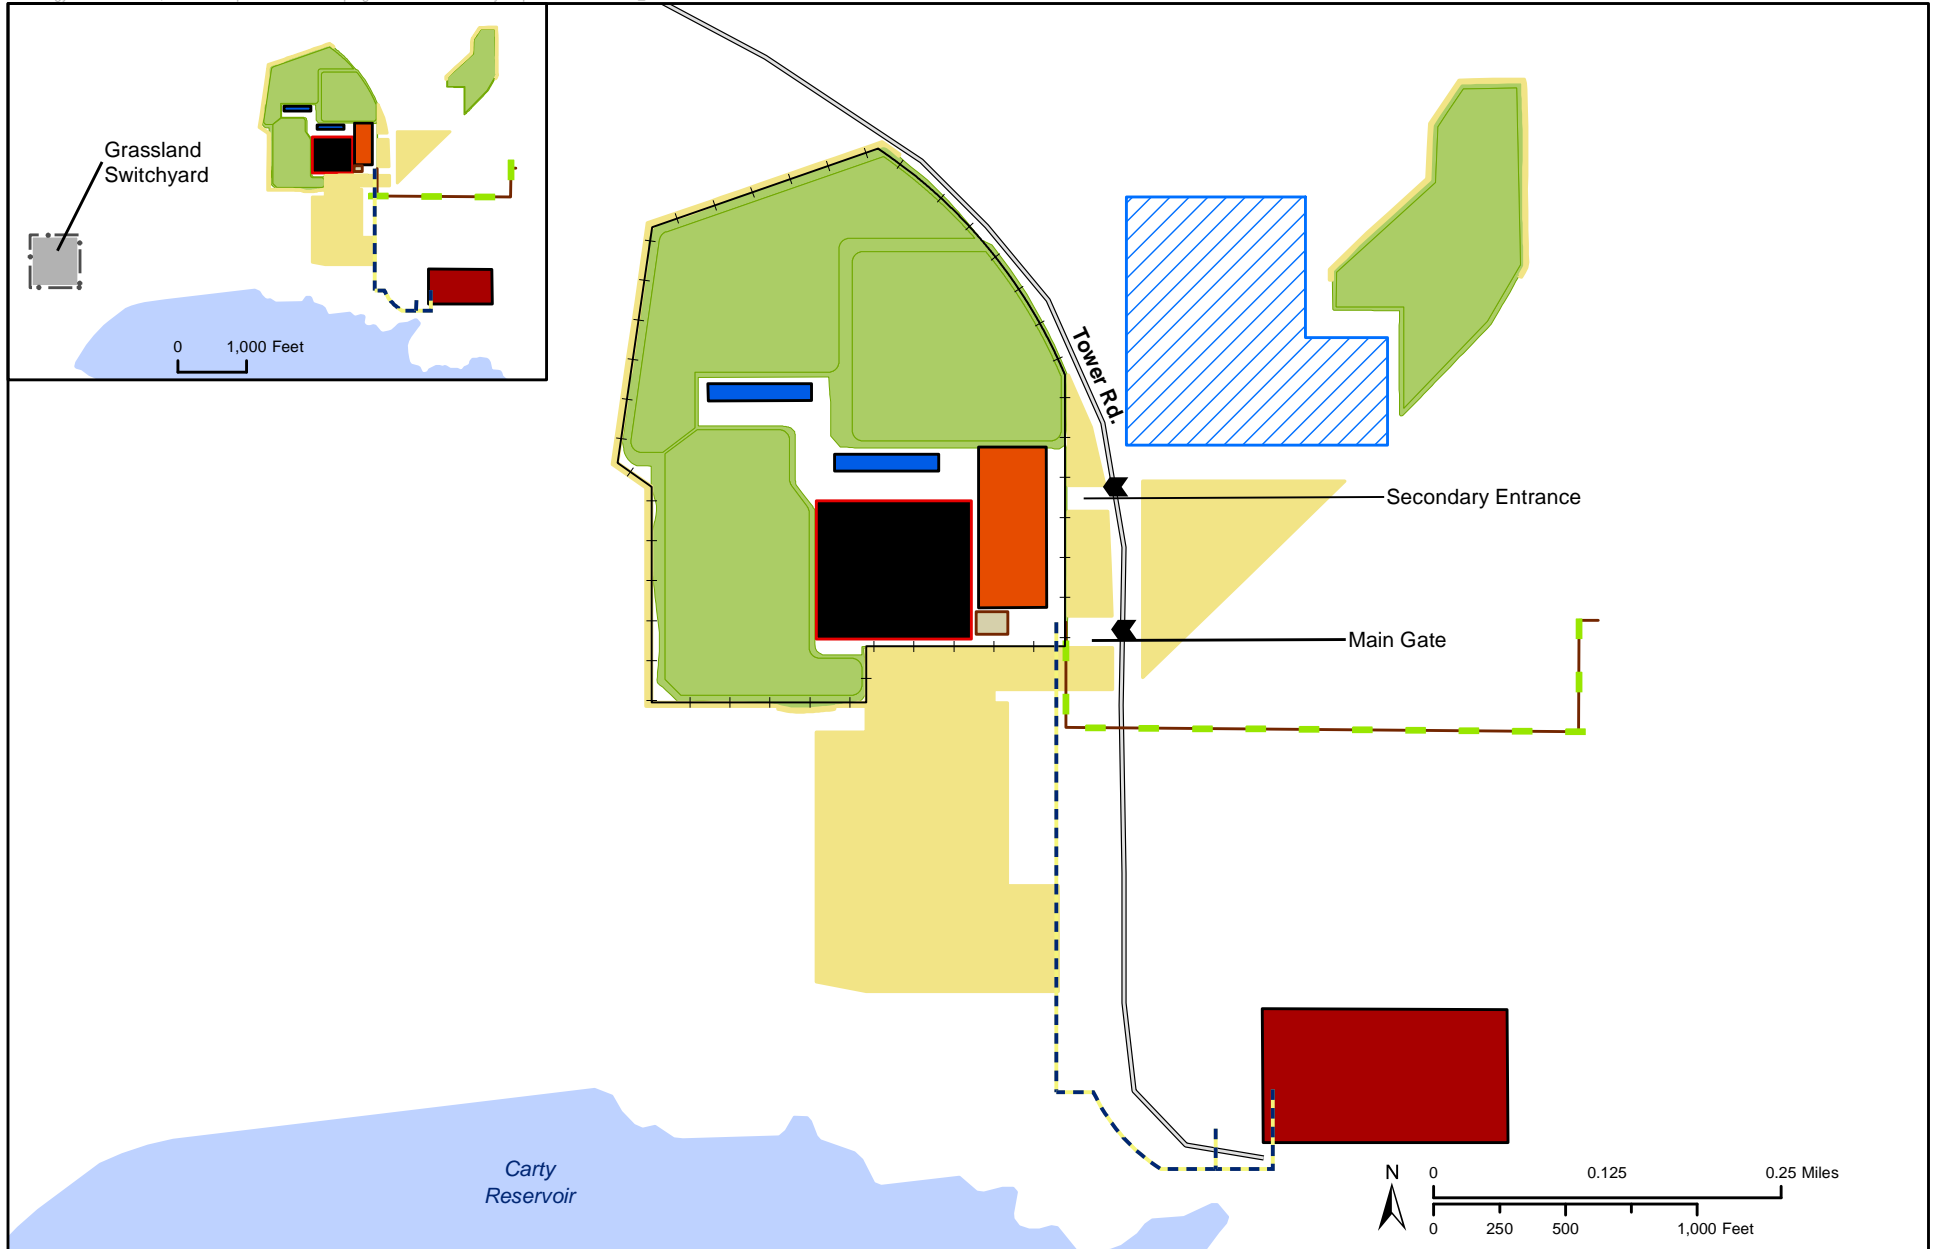 Grassland
Switchyard
0
1,000 Feet
Tower Rd.
Secondary Entrance
Main Gate
Carty
Reservoir
N
0
0.125
0.25 Miles
0
250
500
1,000 Feet